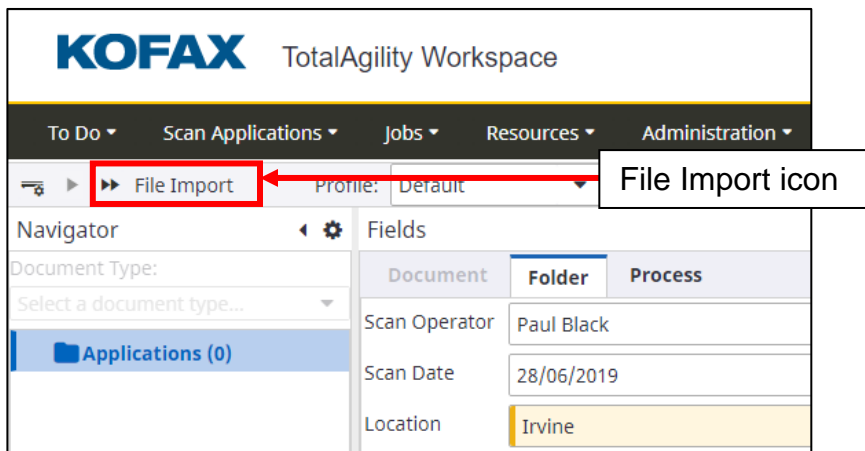 KOFAX TotalAgility Workspace
To Do Scan Applications Jobs Resources Administration
File Import Profile: Default File Import icon
Navigator Fields
Document Type: Document Folder Process
Select a document type... Scan Operator Paul Black
Applications (0)
Scan Date 28/06/2019
Location Irvine